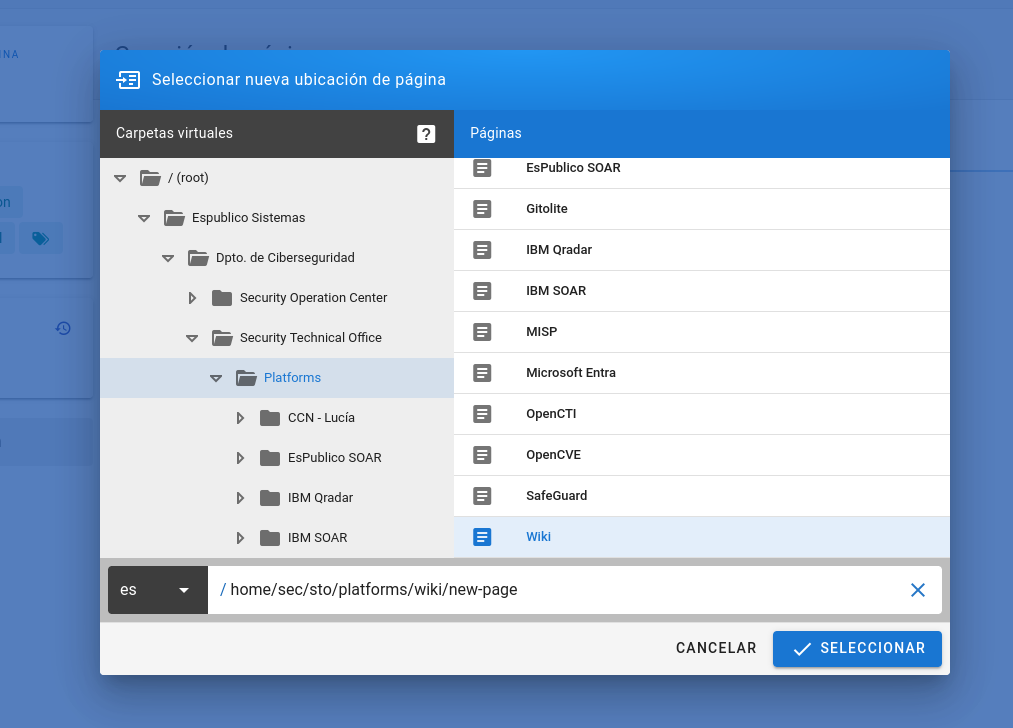 Seleccionar nueva ubicación de página
Carpetas virtuales
Páginas
/ (root)
Espublico Sistemas
Dpto. de Ciberseguridad
Security Operation Center
Security Technical Office
Platforms
CCN - Lucía
EsPublico SOAR
IBM Qradar
IBM SOAR
EsPublico SOAR
Gitolite
IBM Qradar
IBM SOAR
MISP
Microsoft Entra
OpenCTI
OpenCVE
SafeGuard
Wiki
es
/ home/sec/sto/platforms/wiki/new-page
CANCELAR
SELECCIONAR